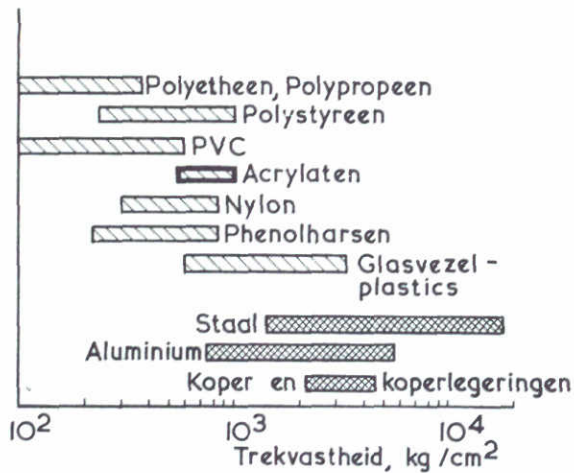 Polyetheen, Polypropeen
Polystyreen
PVC
Acrylaten
Nylon
Phenolharsen
Glasvezel-
plastics
Staal
Aluminium
Koper en koperlegeringen
10² 10³ 10⁴
Trekvastheid, kg/cm²